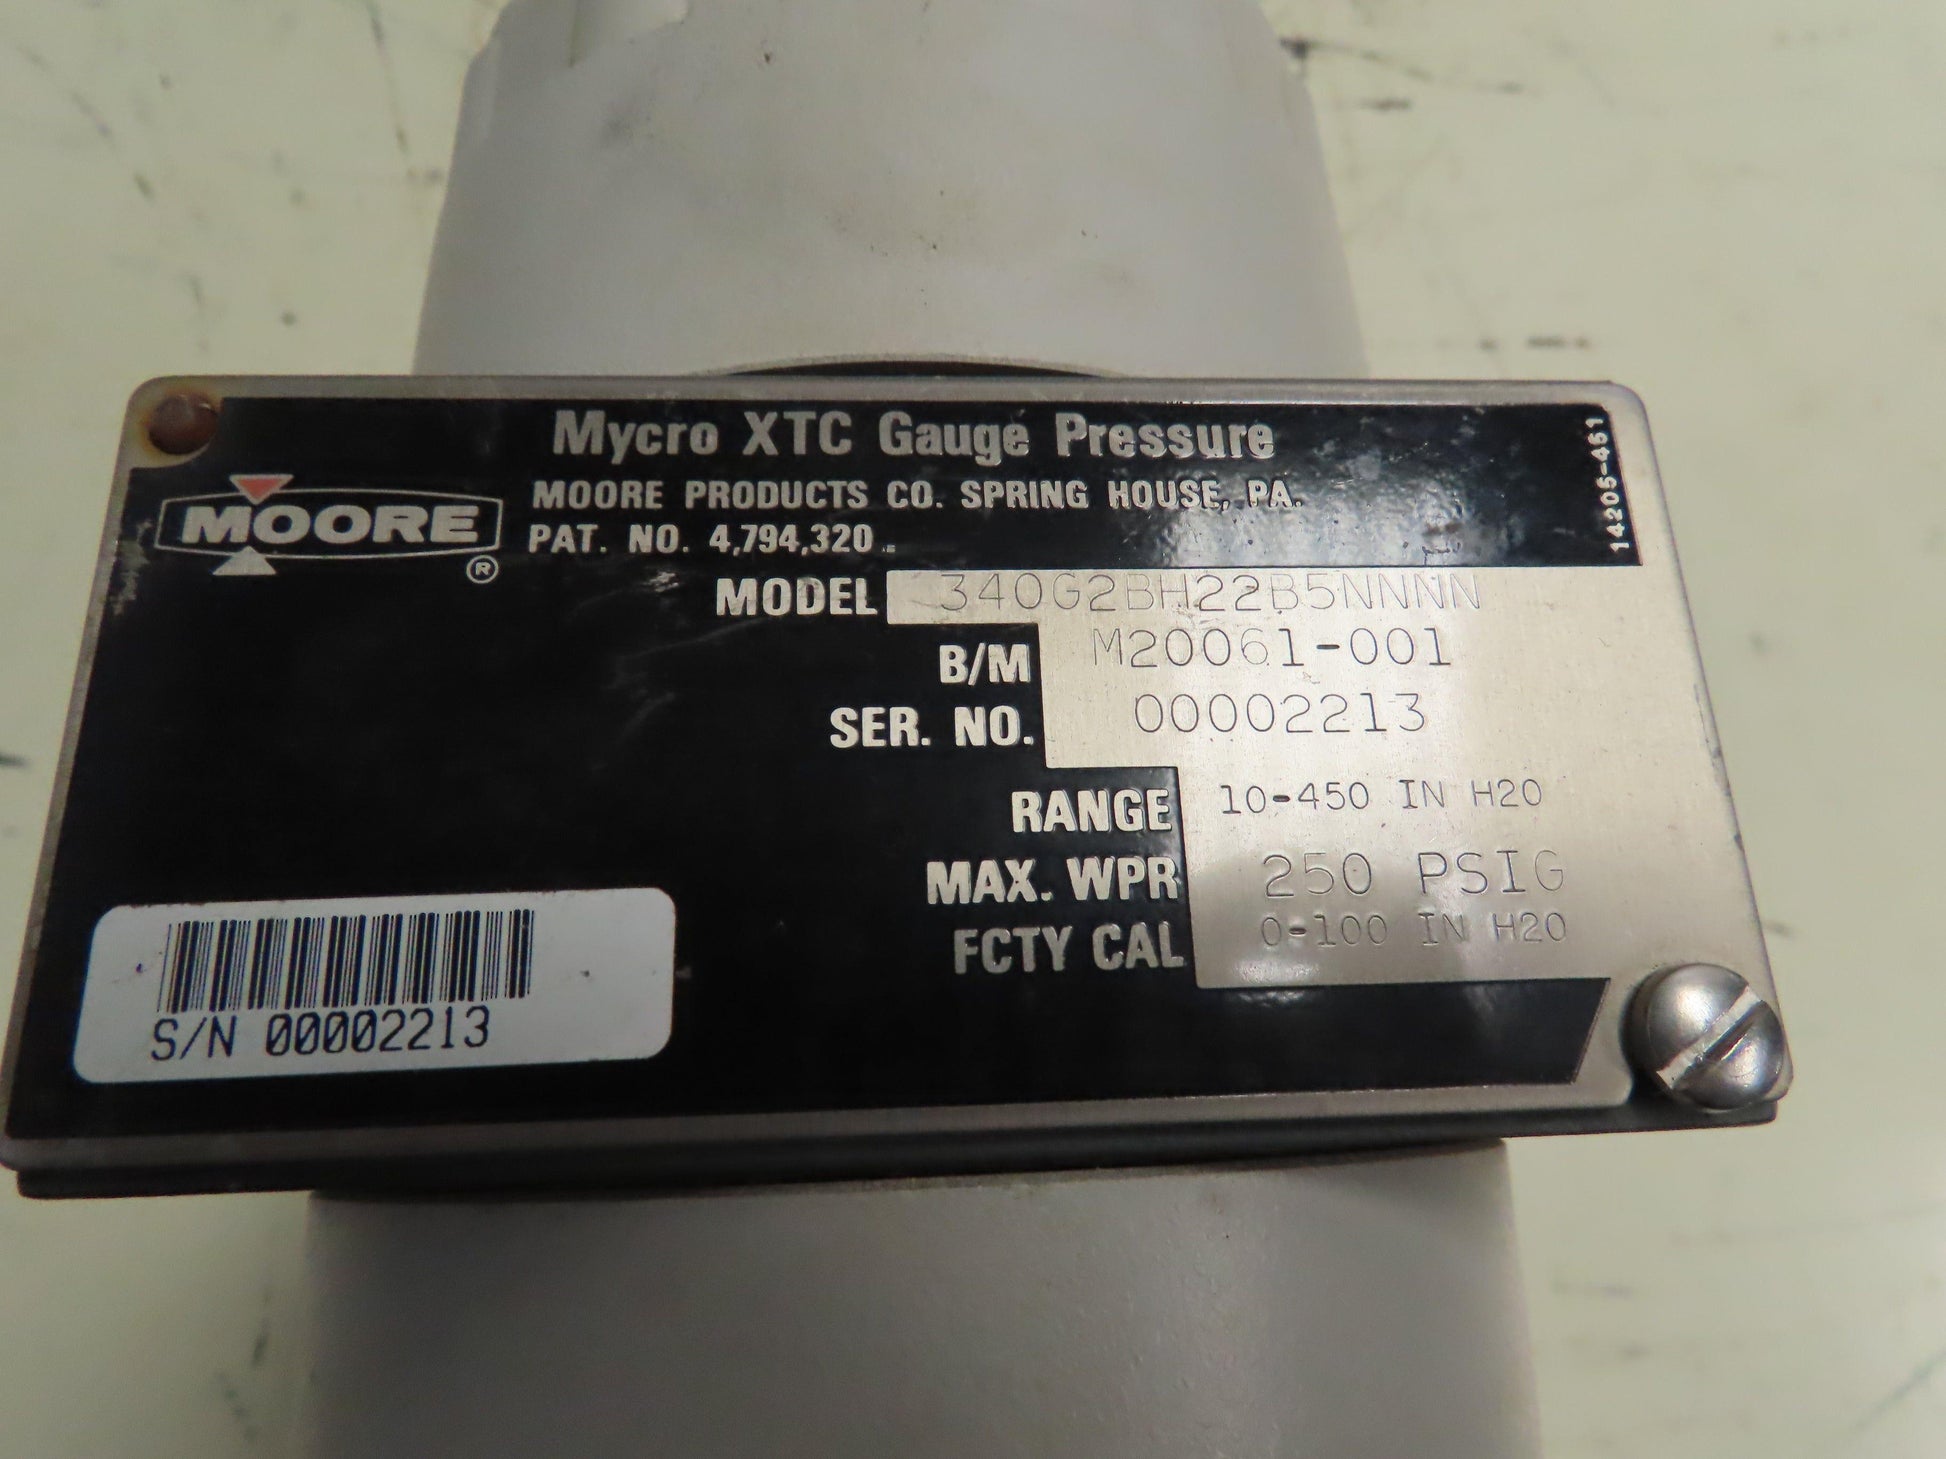 Mycro XTC Gauge Pressure
MOORE PRODUCTS CO. SPRING HOUSE, PA.
PAT. NO. 4,794,320.
14205-461
MOORE
®
MODEL 340G2BH22B5NNNN
B/M M20061-001
SER. NO. 00002213
RANGE 10-450 IN H20
MAX. WPR 250 PSIG
FCTY CAL 0-100 IN H20
S/N 00002213